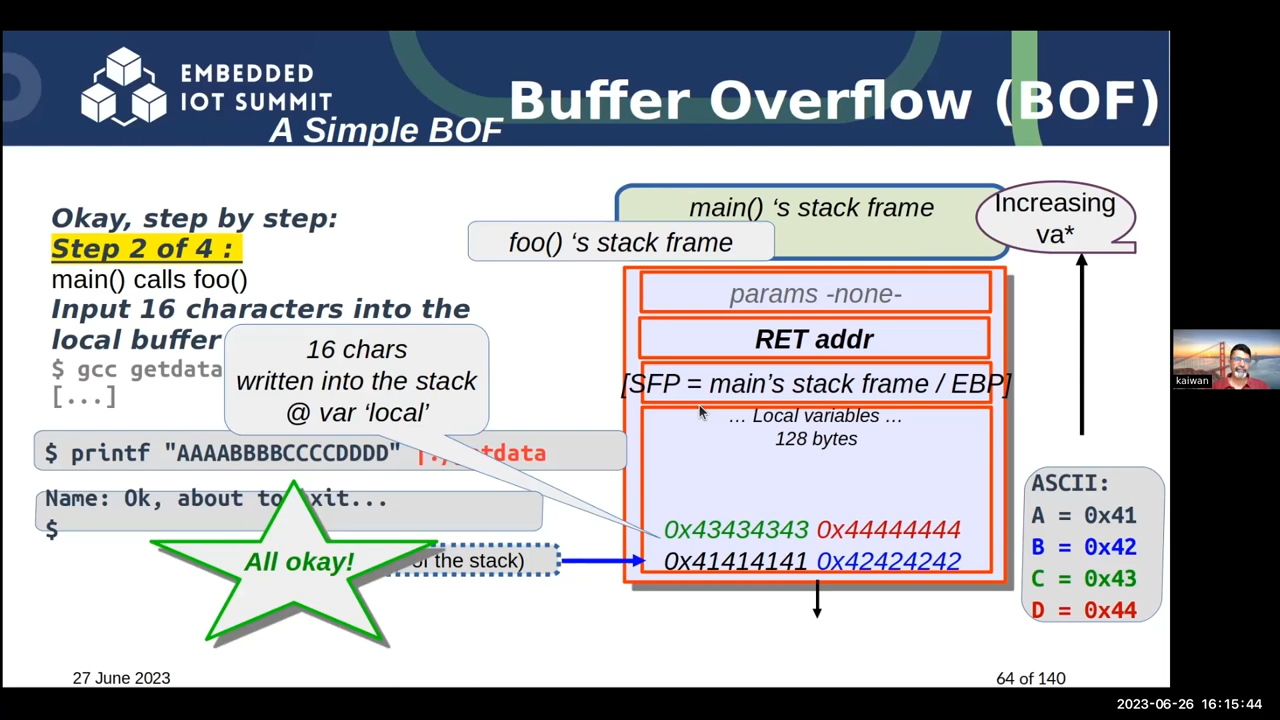 EMBEDDED
IOT SUMMIT
Buffer Overflow (BOF)
A Simple BOF
Okay, step by step:
Step 2 of 4 :
main() calls foo()
Input 16 characters into the
local buffer
$ gcc getdata
[...]
16 chars
written into the stack
@ var ‘local’
$ printf "AAAABBBBCCCCDDDD" |./getdata
Name: Ok, about to exit...
$
All okay!
of the stack)
main() ‘s stack frame
foo() ‘s stack frame
params -none-
RET addr
[SFP = main’s stack frame / EBP]
… Local variables …
128 bytes
0x43434343 0x44444444
0x41414141 0x42424242
Increasing
va*
ASCII:
A = 0x41
B = 0x42
C = 0x43
D = 0x44
kaiwan
27 June 2023
64 of 140
2023-06-26 16:15:44